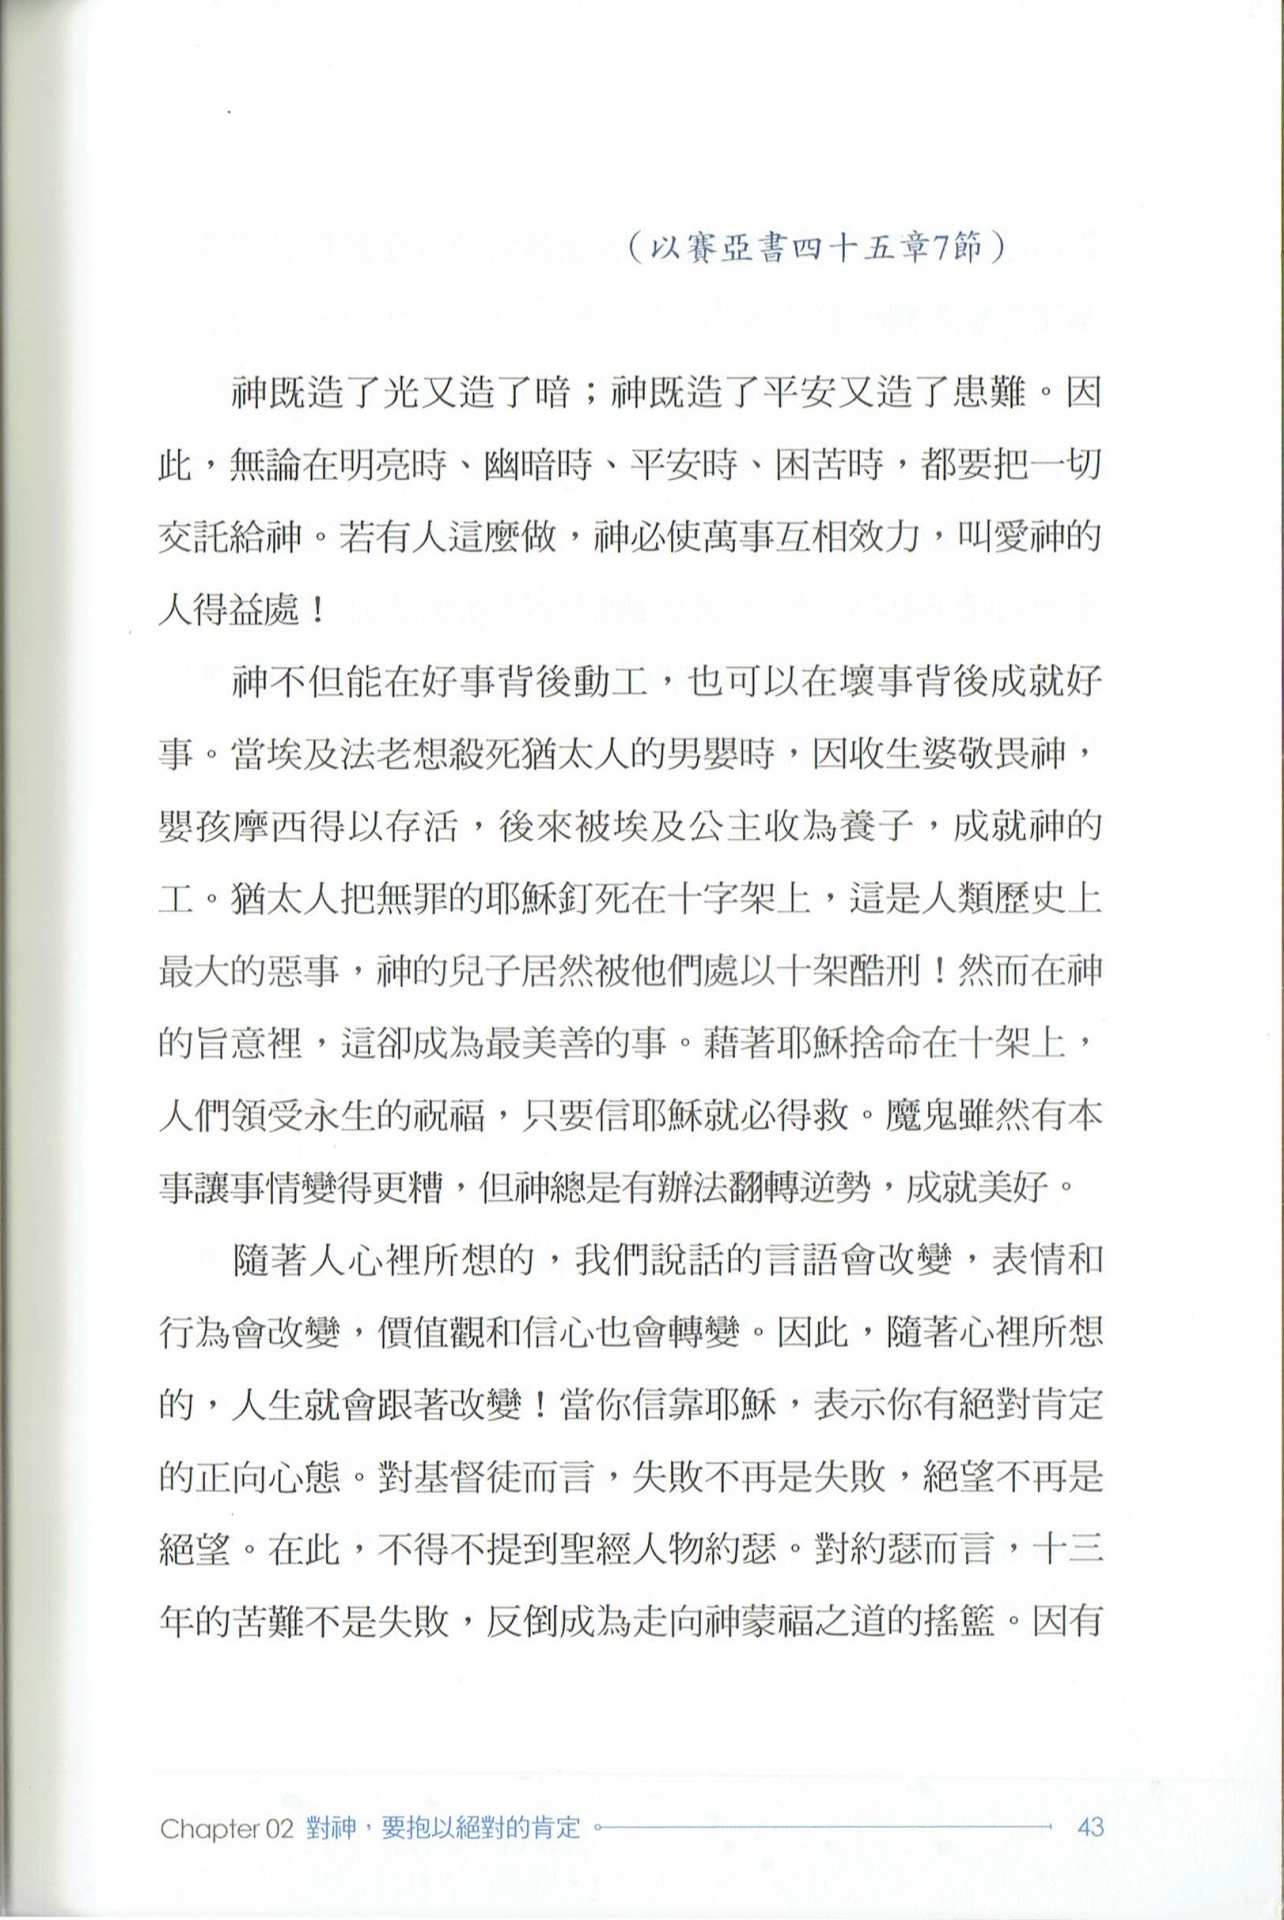 （以賽亞書四十五章7節）
神既造了光又造了暗；神既造了平安又造了患難。因
此，無論在明亮時、幽暗時、平安時、困苦時，都要把一切
交託給神。若有人這麼做，神必使萬事互相效力，叫愛神的
人得益處！
神不但能在好事背後動工，也可以在壞事背後成就好
事。當埃及法老想殺死猶太人的男嬰時，因收生婆敬畏神，
嬰孩摩西得以存活，後來被埃及公主收為養子，成就神的
工。猶太人把無罪的耶穌釘死在十字架上，這是人類歷史上
最大的惡事，神的兒子居然被他們處以十架酷刑！然而在神
的旨意裡，這卻成為最美善的事。藉著耶穌捨命在十架上，
人們領受永生的祝福，只要信耶穌就必得救。魔鬼雖然有本
事讓事情變得更糟，但神總是有辦法翻轉逆勢，成就美好。
隨著人心裡所想的，我們說話的言語會改變，表情和
行為會改變，價值觀和信心也會轉變。因此，隨著心裡所想
的，人生就會跟著改變！當你信靠耶穌，表示你有絕對肯定
的正向心態。對基督徒而言，失敗不再是失敗，絕望不再是
絕望。在此，不得不提到聖經人物約瑟。對約瑟而言，十三
年的苦難不是失敗，反倒成為走向神蒙福之道的搖籃。因有
Chapter 02 對神，要抱以絕對的肯定 43